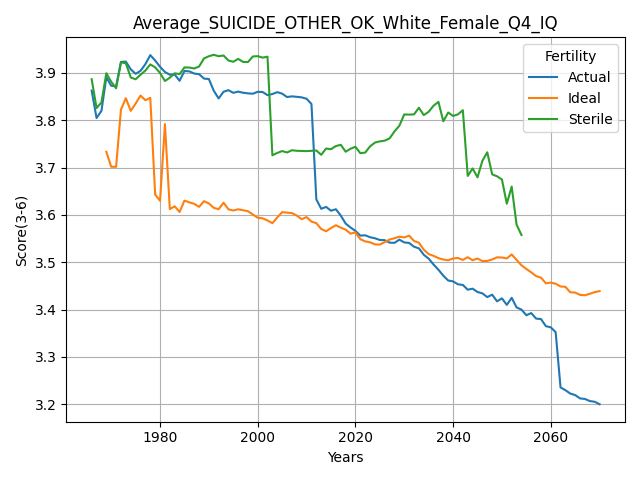 Average_SUICIDE_OTHER_OK_White_Female_Q4_IQ
Fertility
Actual
Ideal
Sterile
Score(3-6)
3.9
3.8
3.7
3.6
3.5
3.4
3.3
3.2
1980 2000 2020 2040 2060
Years